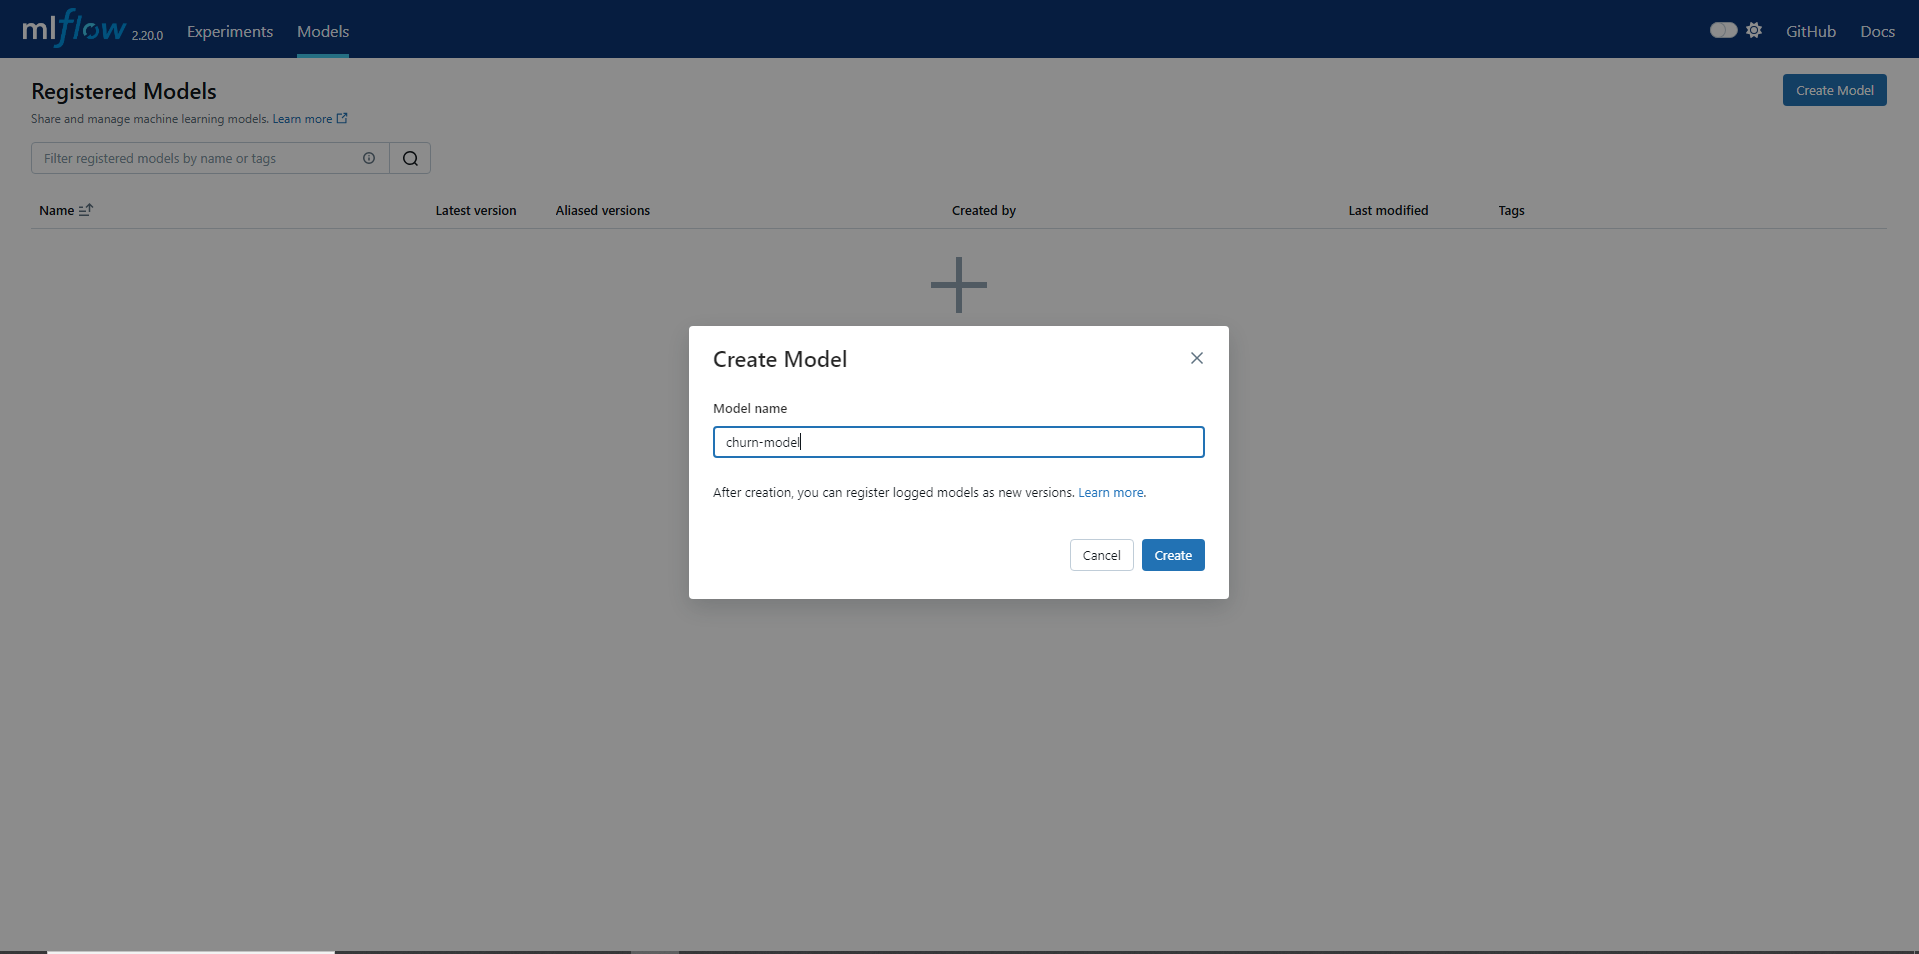 mlflow 2.20.0 Experiments Models GitHub Docs
Registered Models Create Model
Share and manage machine learning models. Learn more
Filter registered models by name or tags
Name Latest version Aliased versions Created by Last modified Tags
Create Model
Model name
churn-model
After creation, you can register logged models as new versions. Learn more.
Cancel Create